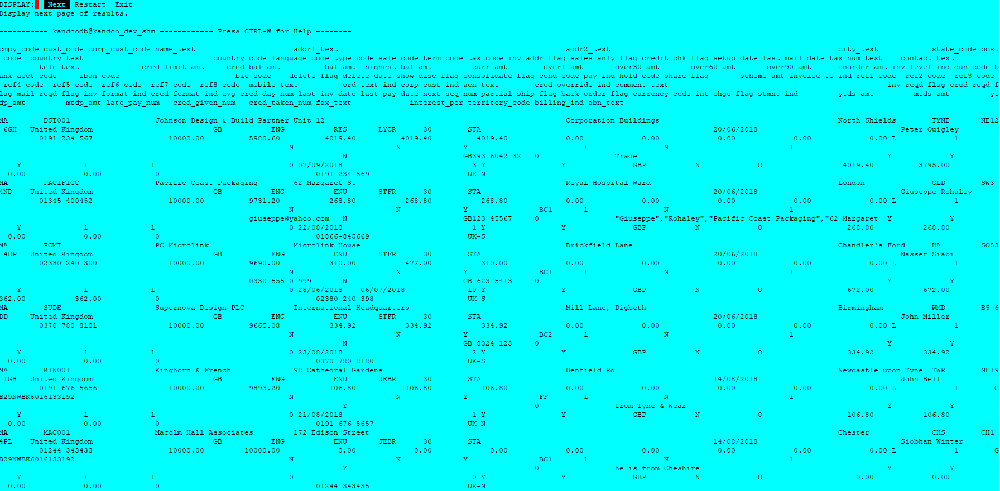 DISPLAY: Next Restart Exit
Display next page of results.
----------- kandoodb@kandoo_dev_shm ------------ Press CTRL-W for Help --------
cmpy_code cust_code corp_cust_code name_text addr1_text addr2_text city_text state_code post
_code country_text country_code language_code type_code sale_code term_code tax_code inv_addr_flag sales_anly_flag credit_chk_flag setup_date last_mail_date tax_num_text contact_text
tele_text cred_limit_amt cred_bal_amt bal_amt highest_bal_amt curr_amt over1_amt over30_amt over60_amt over90_amt onorder_amt inv_level_ind dun_code b
ank_acct_code iban_code bic_code delete_flag delete_date show_disc_flag consolidate_flag cond_code pay_ind hold_code share_flag scheme_amt invoice_to_ind ref1_code ref2_code ref3_code
ref4_code ref5_code ref6_code ref7_code ref8_code mobile_text ord_text_ind corp_cust_ind acn_text cred_override_ind comment_text inv_reqd_flag cred_reqd_f
lag mail_reqd_flag inv_format_ind cred_format_ind avg_cred_day_num last_inv_date last_pay_date next_seq_num partial_ship_flag back_order_flag currency_code int_chge_flag stmnt_ind ytds_amt mtds_amt yt
dp_amt mtdp_amt late_pay_num cred_given_num cred_taken_num fax_text interest_per territory_code billing_ind abn_text
MA DST001 Johnson Design & Build Partner Unit 12 Corporation Buildings North Shields TYNE NE12
6GH United Kingdom GB ENG RES LYCR 30 STA 20/06/2018 Peter Quigley
0191 234 567 10000.00 5980.60 4019.40 4019.40 4019.40 0.00 0.00 0.00 0.00 0.00 L 1
N N Y 1 N 1
N GB393 6042 32 0 Trade Y Y
Y 1 1 0 07/09/2018 3 Y Y GBP N O 4019.40 3795.00
0.00 0.00 0 0191 234 569 UK-N
MA PACIFICC Pacific Coast Packaging 62 Margaret St Royal Hospital Ward London GLD SW3
4ND United Kingdom GB ENG ENU STFR 30 STA 20/06/2018 Giuseppe Rohaley
01345-400452 10000.00 9731.20 268.80 268.80 268.80 0.00 0.00 0.00 0.00 0.00 L 1
N N Y BC1 1 N 1
giuseppe@yahoo.com N GB123 45567 0 "Giuseppe","Rohaley","Pacific Coast Packaging","62 Margaret Y Y
Y 1 1 0 22/08/2018 1 Y Y GBP N O 268.80 268.80
0.00 0.00 0 01866-845669 UK-S
MA PCMI PC Microlink Microlink House Brickfield Lane Chandler's Ford HA SO53
4DP United Kingdom GB ENG ENU STFR 30 STA 20/06/2018 Nasser Siabi
02380 240 300 10000.00 9690.00 310.00 472.00 310.00 0.00 0.00 0.00 0.00 0.00 L 1
N N Y BC1 1 N 1
0330 555 0 999 N GB 623-5413 0 Y Y
Y 1 1 0 28/06/2018 06/07/2018 10 Y Y GBP N O 672.00 672.00
362.00 362.00 0 02380 240 398 UK-S
MA SUDE Supernova Design PLC International Headquarters Mill Lane, Digbeth Birmingham WMD B5 6
DD United Kingdom GB ENG ENU STFR 30 STA 20/06/2018 John Miller
0370 780 8181 10000.00 9665.08 334.92 334.92 334.92 0.00 0.00 0.00 0.00 0.00 L 1
N N Y BC2 1 N 1
N GB 8324 123 0 Y Y
Y 1 1 0 23/08/2018 2 Y Y GBP N O 334.92 334.92
0.00 0.00 0 0370 780 8180 UK-S
MA KIN001 Kinghorn & French 98 Cathedral Gardens Benfield Rd Newcastle upon Tyne TWR NE19
1GH United Kingdom GB ENG ENU JEBR 30 STA 14/08/2018 John Bell
0191 676 5656 10000.00 9893.20 106.80 106.80 106.80 0.00 0.00 0.00 0.00 0.00 L 1 G
B29NWBK6016133192 N N Y FF 1 N 1
Y 0 from Tyne & Wear Y Y
Y 1 1 0 21/08/2018 1 Y Y GBP N O 106.80 106.80
0.00 0.00 0 0191 676 5657 UK-N
MA MAC001 Macolm Hall Associates 172 Edison Street Chester CHS CH1
4PL United Kingdom GB ENG ENU JEBR 30 STA 14/08/2018 Siobhan Winter
01244 343433 10000.00 10000.00 0.00 0.00 0.00 0.00 0.00 0.00 0.00 0.00 L 1 G
B29NWBK6016133192 N N Y BC1 1 N 1
Y 0 he is from Cheshire Y Y
Y 1 1 0 0 Y Y GBP N O 0.00 0.00
0.00 0.00 0 01244 343435 UK-N